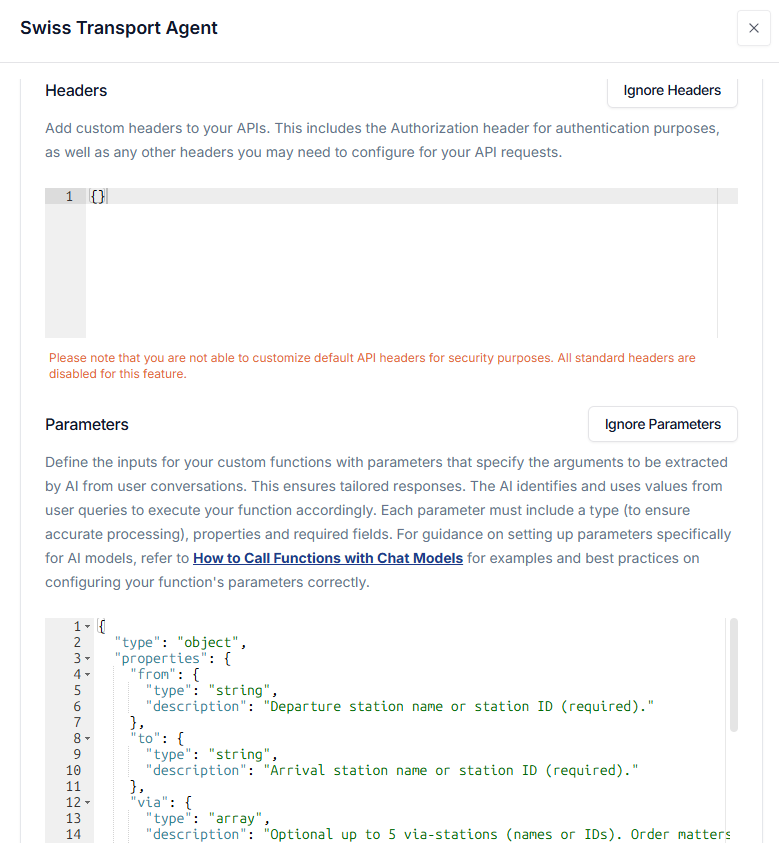 Swiss Transport Agent
Headers
Ignore Headers
Add custom headers to your APIs. This includes the Authorization header for authentication purposes,
as well as any other headers you may need to configure for your API requests.
1 {}
Please note that you are not able to customize default API headers for security purposes. All standard headers are
disabled for this feature.
Parameters
Ignore Parameters
Define the inputs for your custom functions with parameters that specify the arguments to be extracted
by AI from user conversations. This ensures tailored responses. The AI identifies and uses values from
user queries to execute your function accordingly. Each parameter must include a type (to ensure
accurate processing), properties and required fields. For guidance on setting up parameters specifically
for AI models, refer to How to Call Functions with Chat Models for examples and best practices on
configuring your function's parameters correctly.
1 {
2 "type": "object",
3 "properties": {
4 "from": {
5 "type": "string",
6 "description": "Departure station name or station ID (required)."
7 },
8 "to": {
9 "type": "string",
10 "description": "Arrival station name or station ID (required)."
11 },
12 "via": {
13 "type": "array",
14 "description": "Optional up to 5 via-stations (names or IDs). Order matters